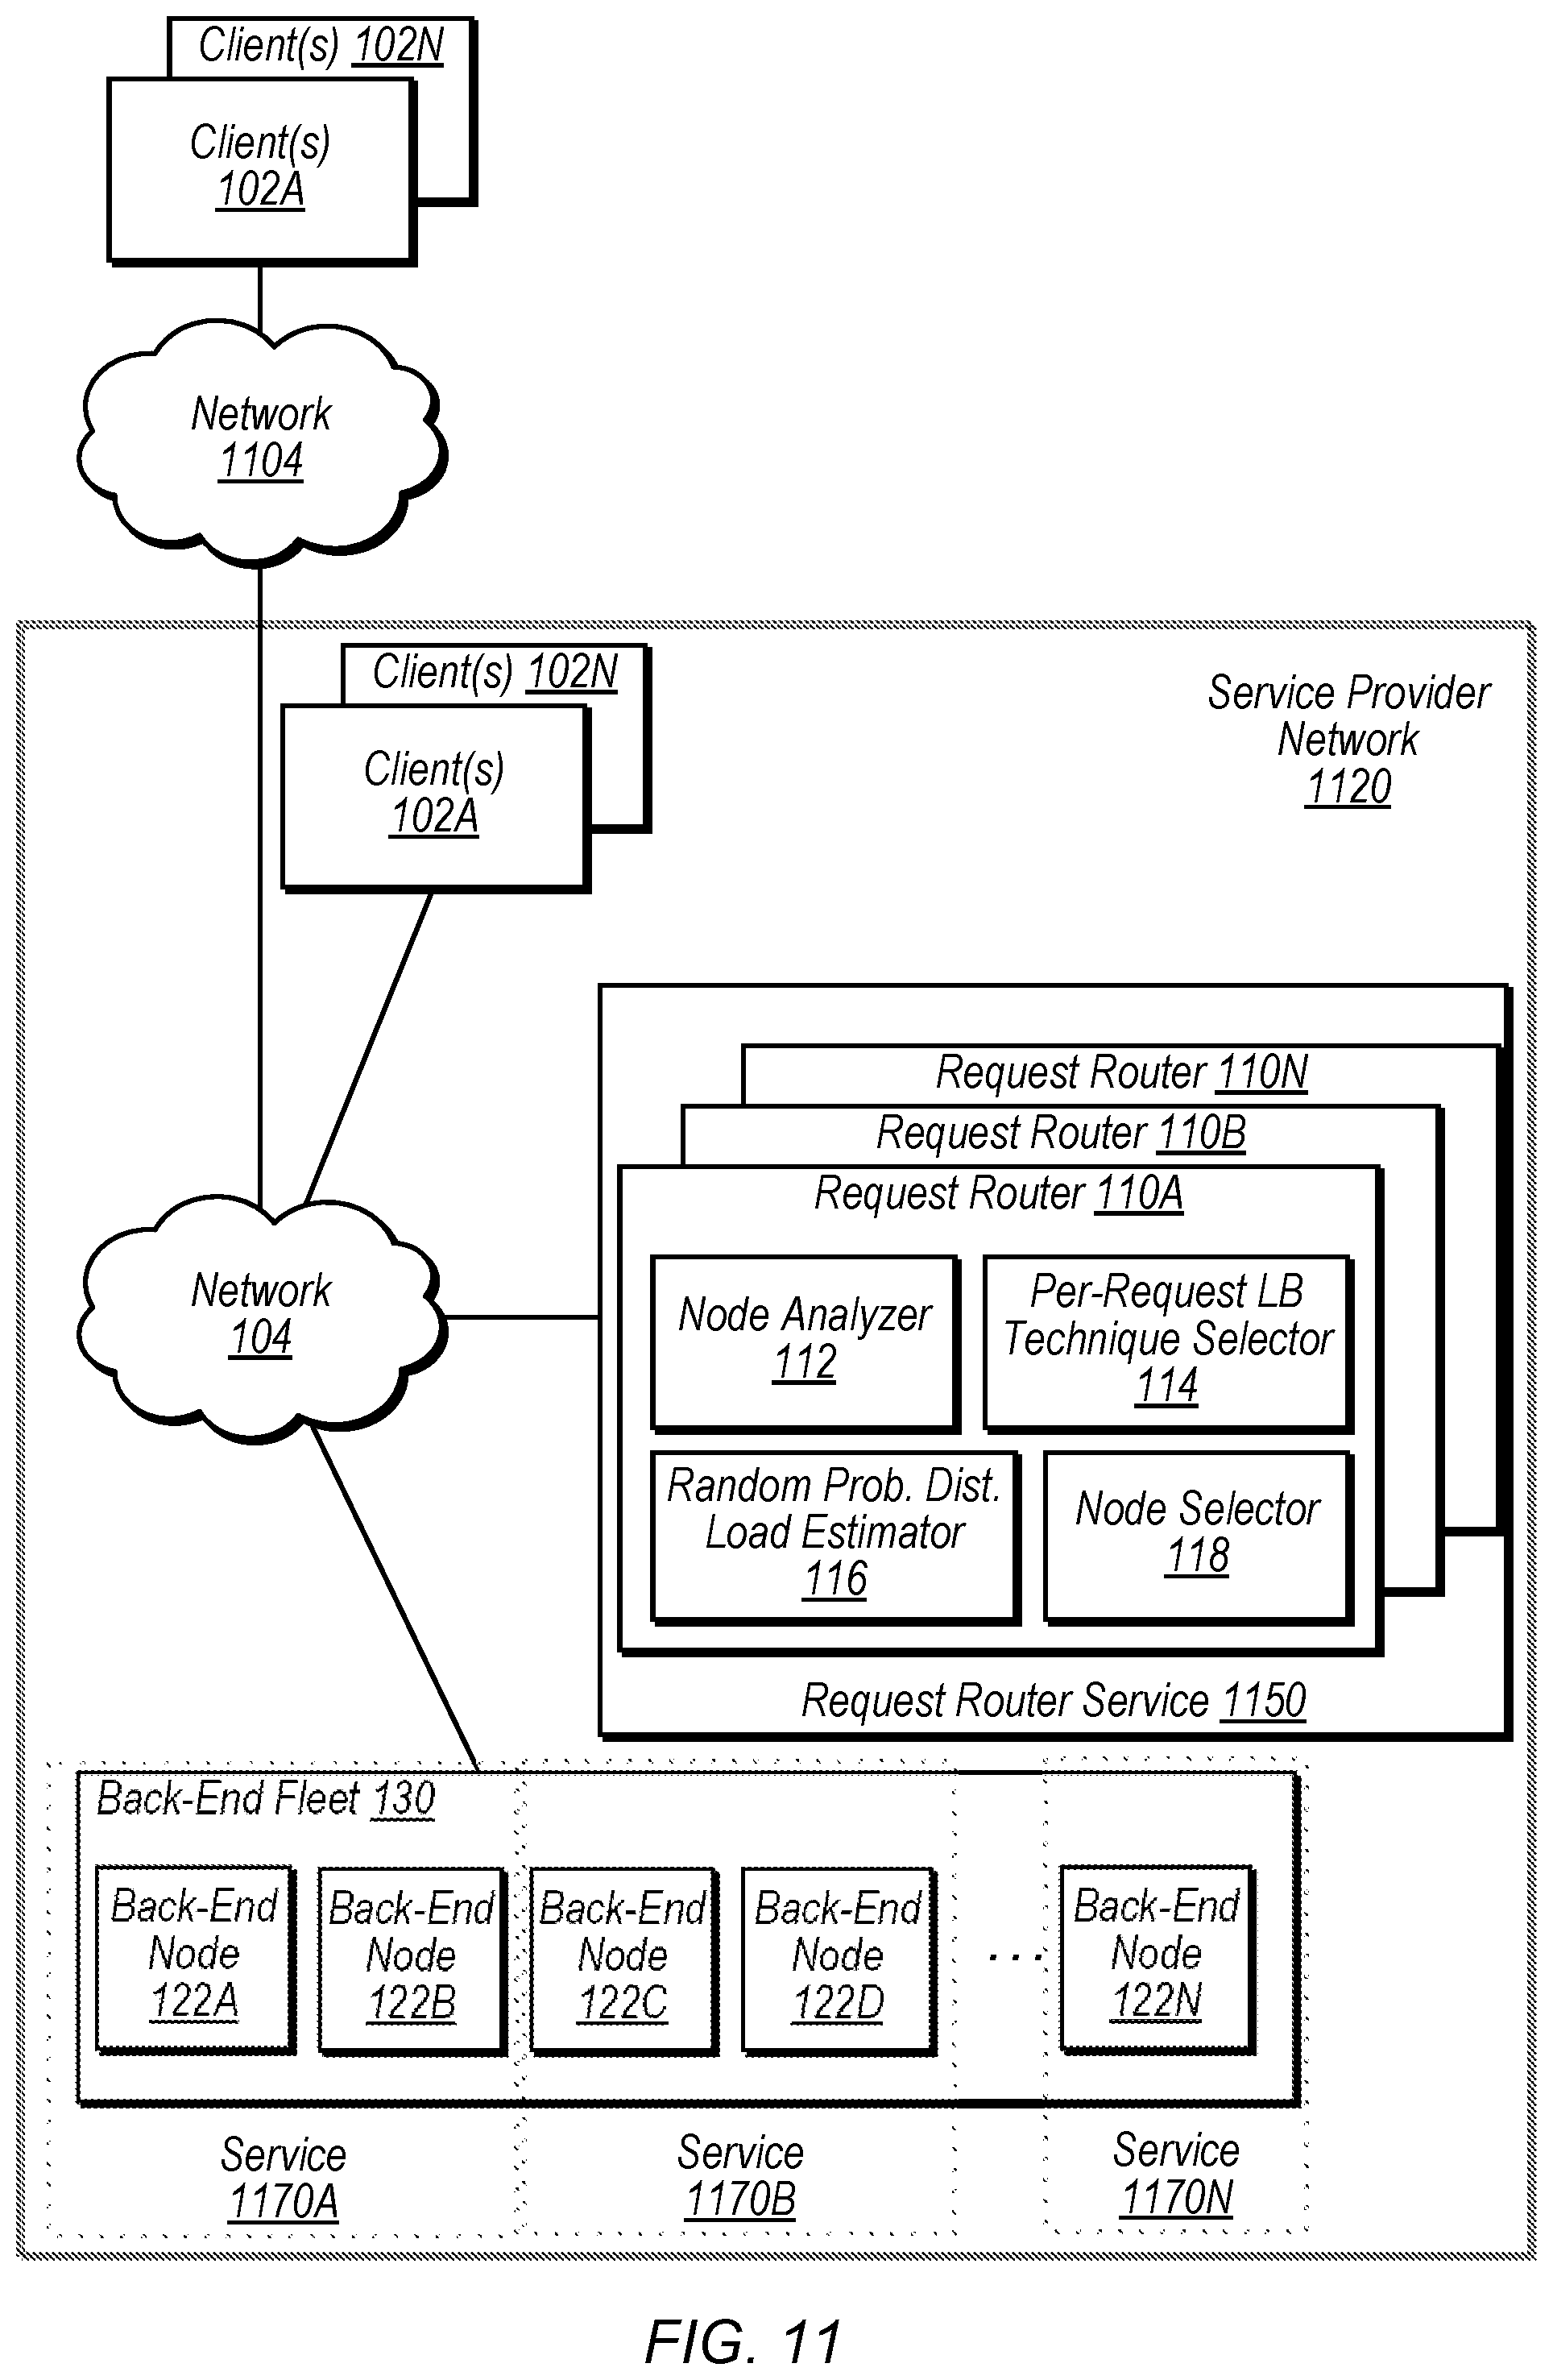 Client(s) 102N
Client(s)
102A
Network
1104
Client(s) 102N
Client(s)
102A
Service Provider
Network
1120
Request Router 110N
Request Router 110B
Request Router 110A
Node Analyzer
112
Per-Request LB
Technique Selector
114
Random Prob. Dist.
Load Estimator
116
Node Selector
118
Request Router Service 1150
Network
104
Back-End Fleet 130
Back-End
Node
122A
Back-End
Node
122B
Back-End
Node
122C
Back-End
Node
122D
...
Back-End
Node
122N
Service
1170A
Service
1170B
Service
1170N
FIG. 11